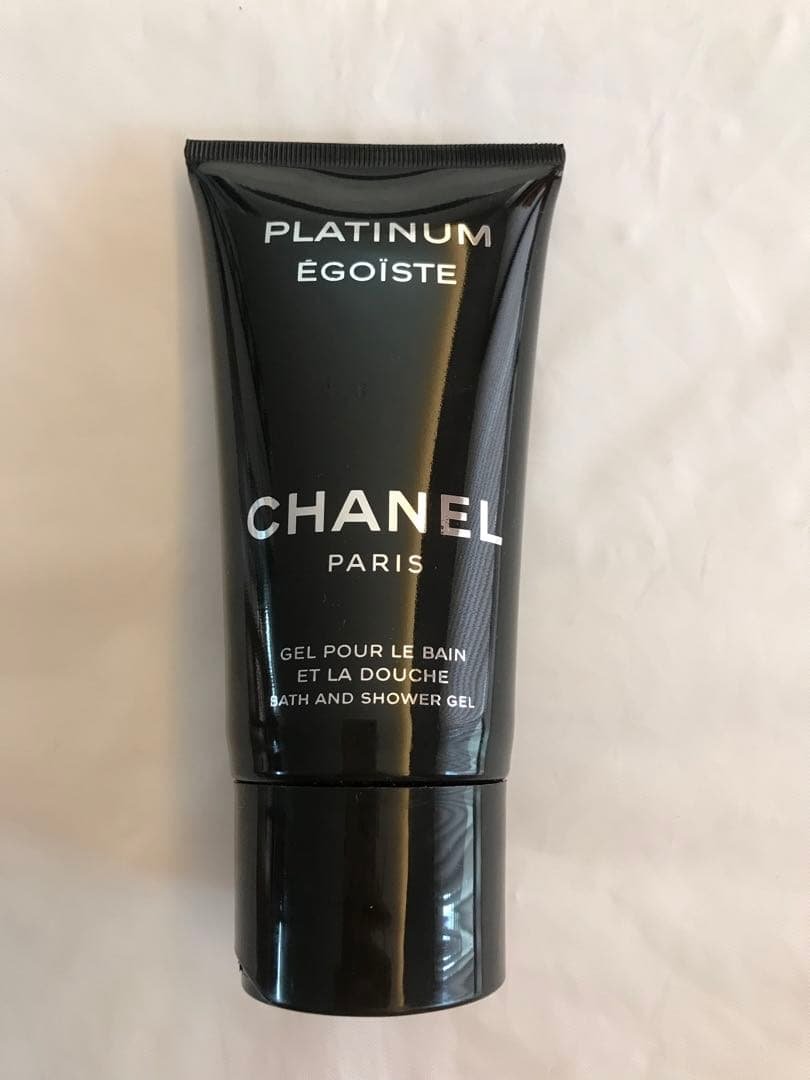 PLATINUM
ÉGOÏSTE
CHANEL
PARIS
GEL POUR LE BAIN
ET LA DOUCHE
BATH AND SHOWER GEL